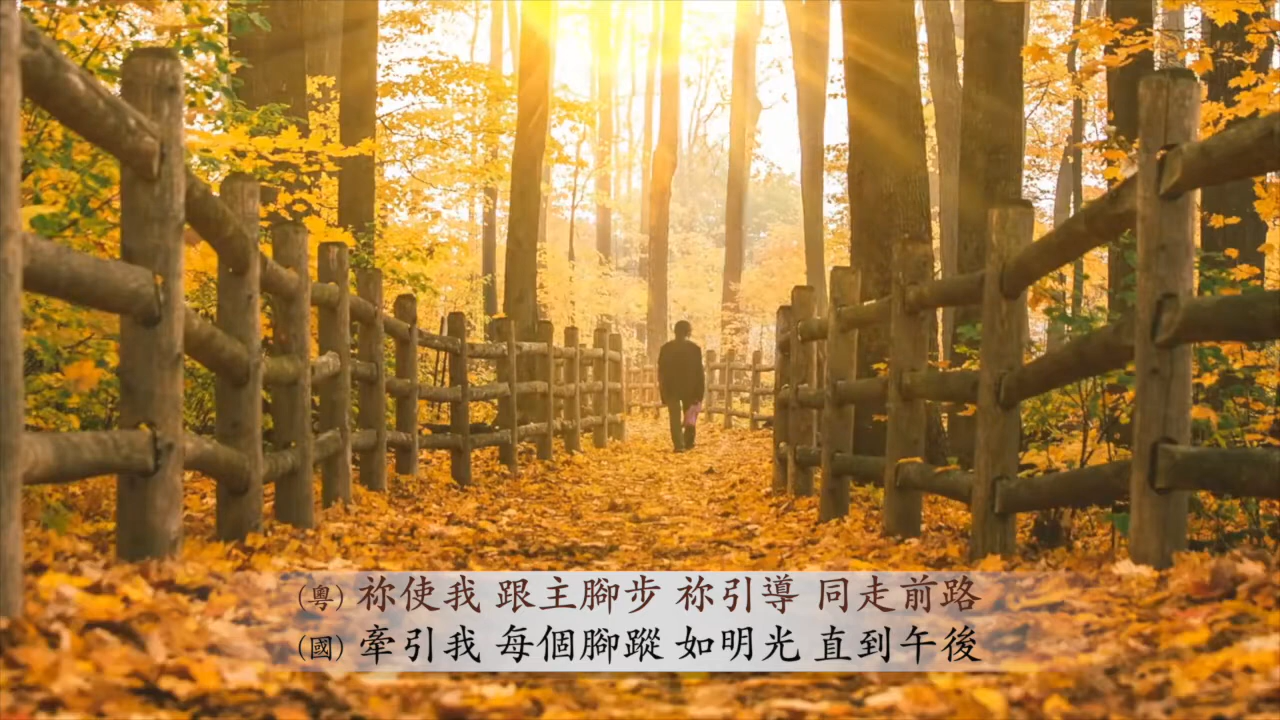 (粵) 祢使我 跟主腳步 祢引導 同走前路
(國) 牽引我 每個腳蹤 如明光 直到午後